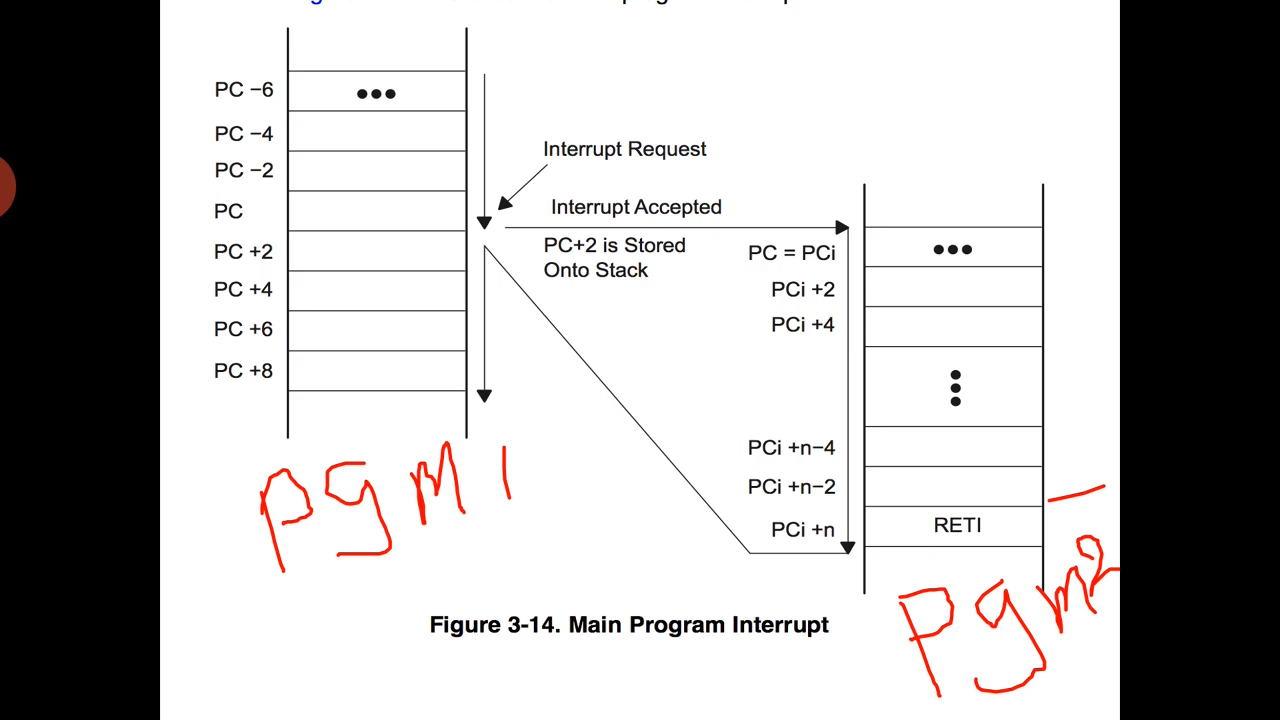 PC −6
•••
PC −4
PC −2
PC
PC +2
PC +4
PC +6
PC +8
Interrupt Request
Interrupt Accepted
PC+2 is Stored
Onto Stack
PC = PCi
•••
PCi +2
PCi +4
PCi +n−4
PCi +n−2
PCi +n
RETI
pgm 1
pgm2
Figure 3-14. Main Program Interrupt